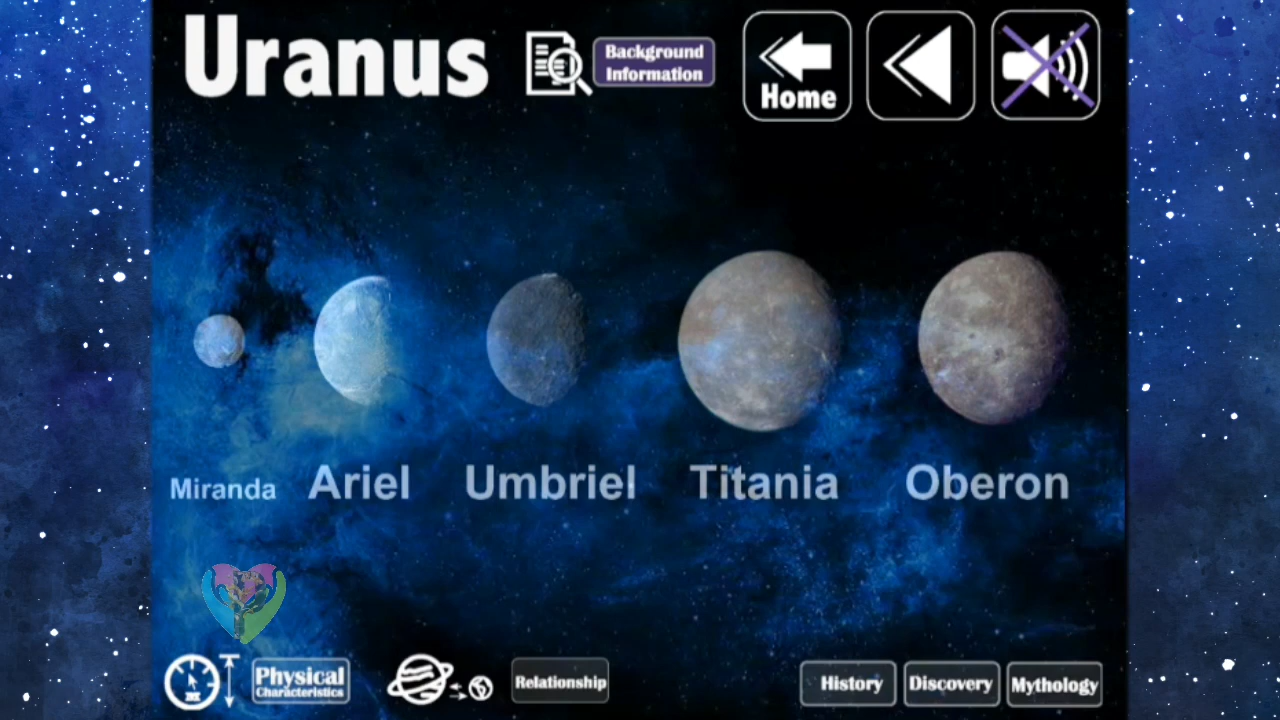 Uranus
Background
Information
Home
Miranda
Ariel
Umbriel
Titania
Oberon
Physical
Characteristics
Relationship
History
Discovery
Mythology